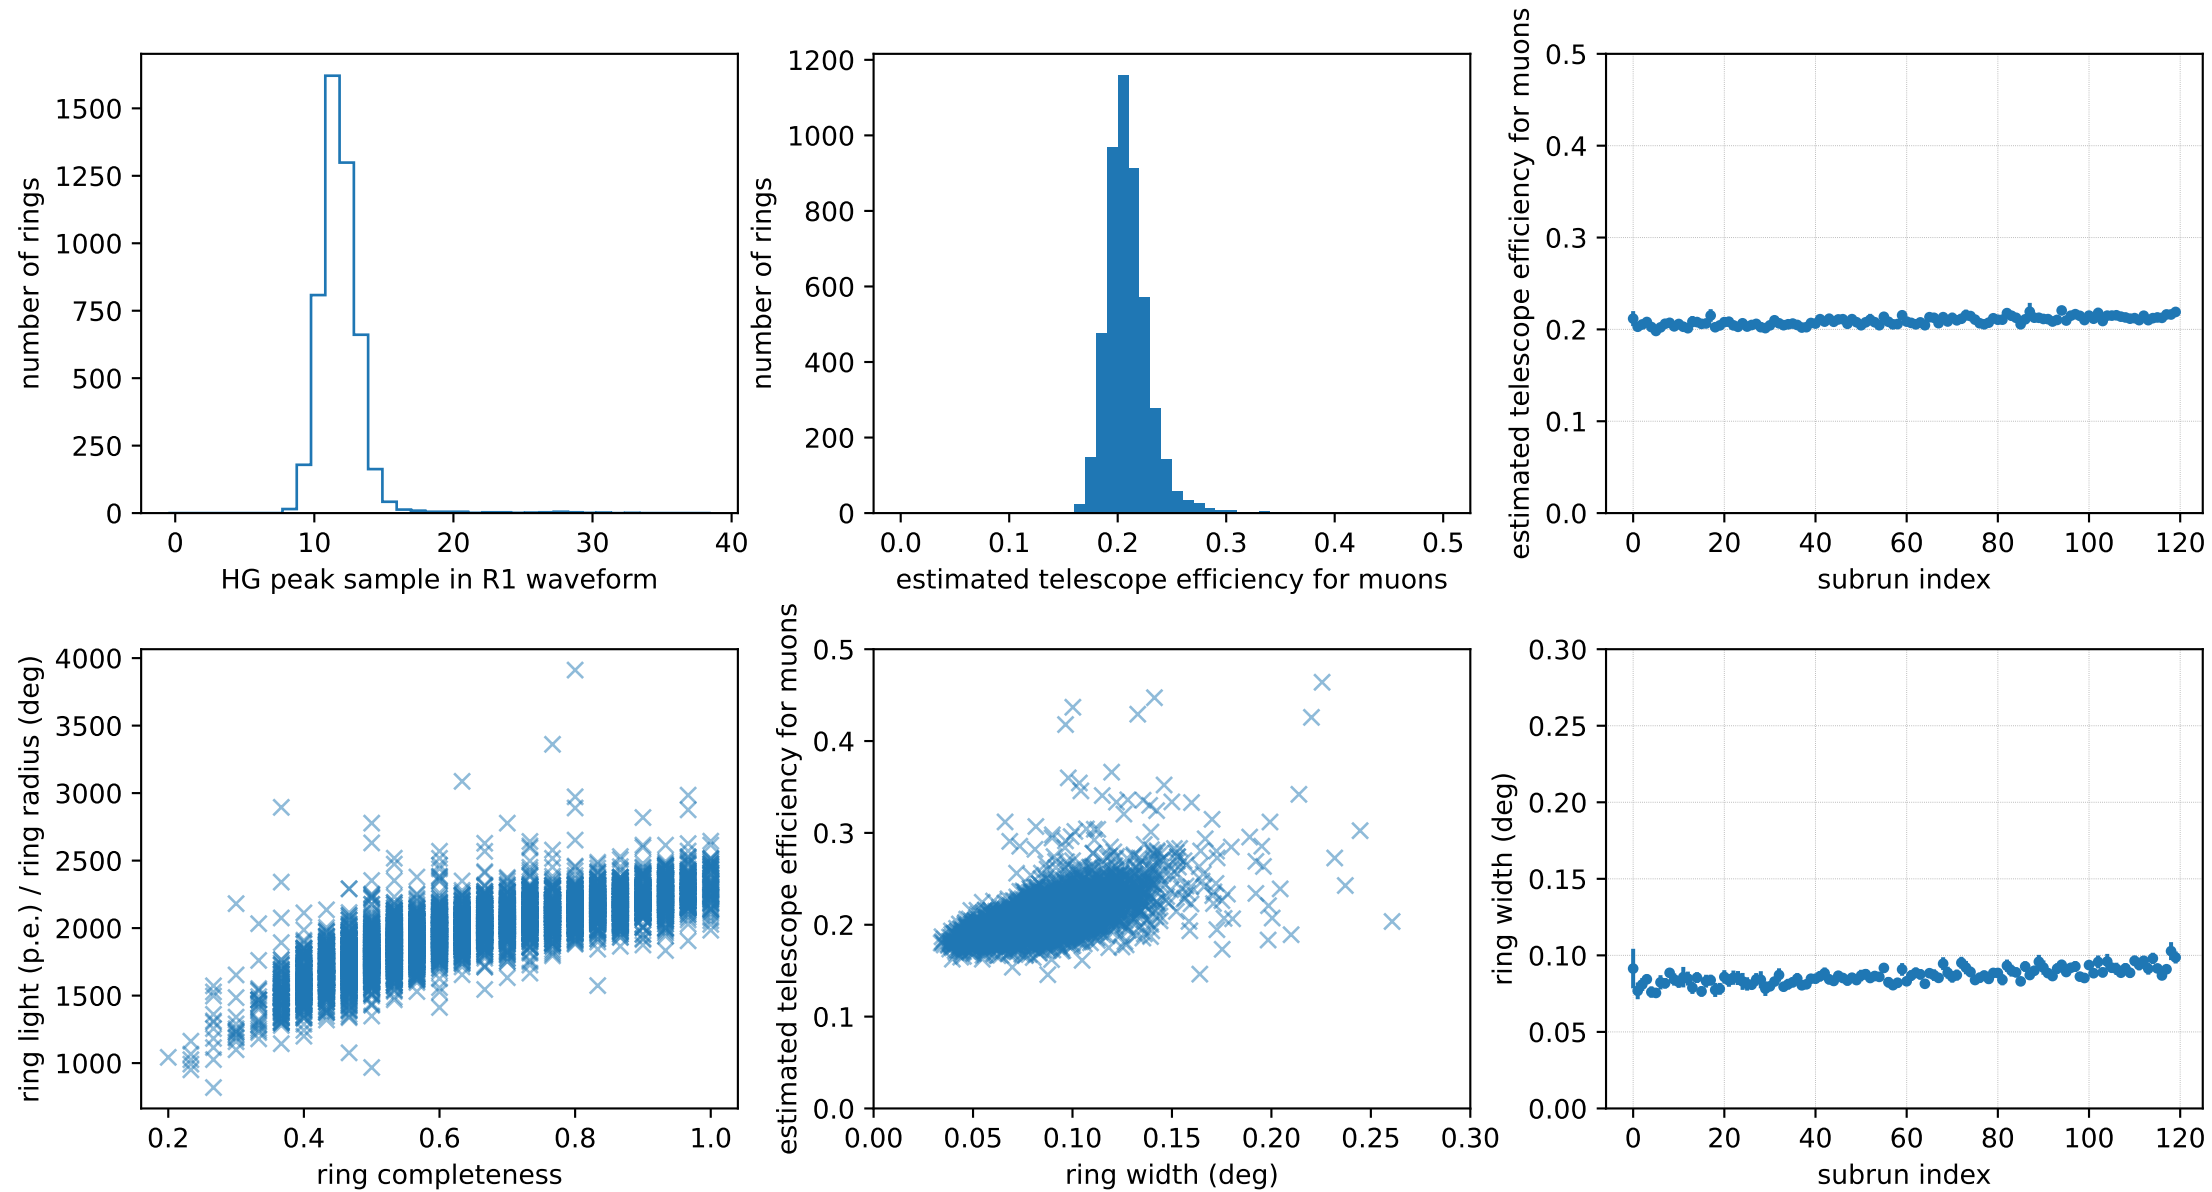 number of rings
1500
1250
1000
750
500
250
0
0 10 20 30 40
HG peak sample in R1 waveform
number of rings
1200
1000
800
600
400
200
0
0.0 0.1 0.2 0.3 0.4 0.5
estimated telescope efficiency for muons
estimated telescope efficiency for muons
0.5
0.4
0.3
0.2
0.1
0.0
0 20 40 60 80 100 120
subrun index
ring light (p.e.) / ring radius (deg)
4000
3500
3000
2500
2000
1500
1000
0.2 0.4 0.6 0.8 1.0
ring completeness
estimated telescope efficiency for muons
0.5
0.4
0.3
0.2
0.1
0.0
0.00 0.05 0.10 0.15 0.20 0.25 0.30
ring width (deg)
ring width (deg)
0.30
0.25
0.20
0.15
0.10
0.05
0.00
0 20 40 60 80 100 120
subrun index